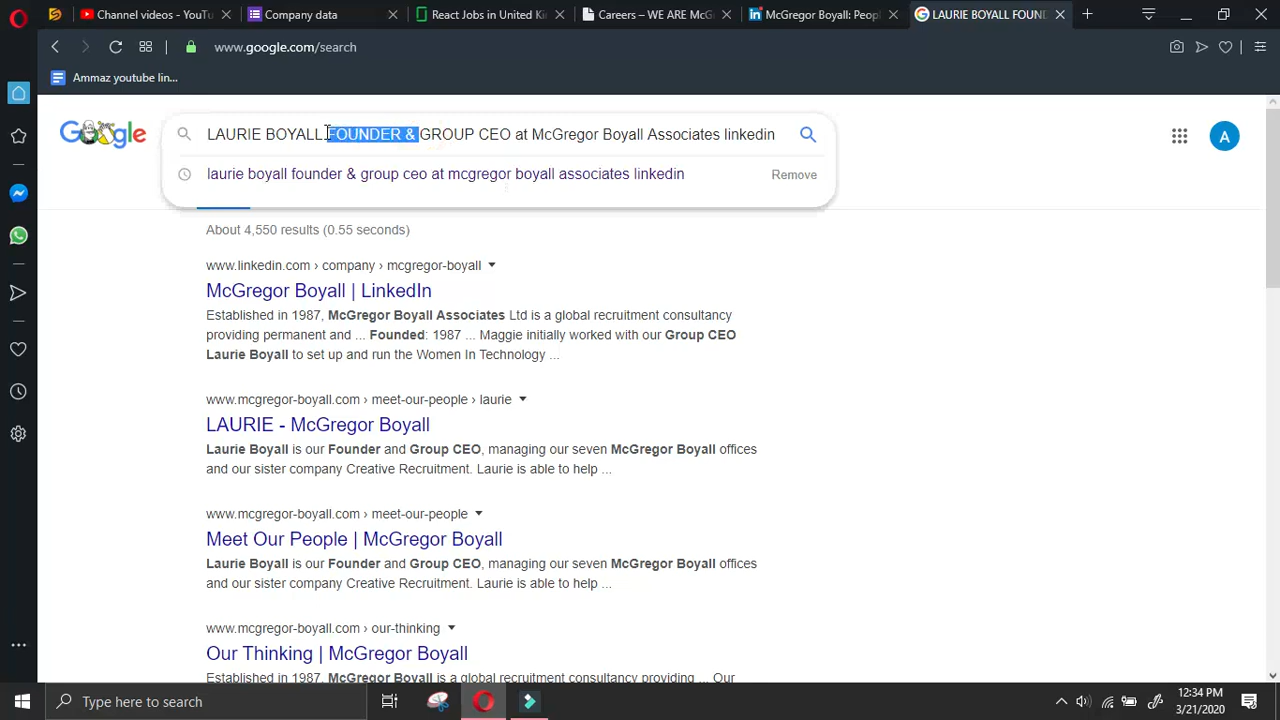 Channel videos - YouTu
Company data
React Jobs in United Ki
Careers – WE ARE McG
McGregor Boyall: Peopl
LAURIE BOYALL FOUND
www.google.com/search
Ammaz youtube lin...
Google
LAURIE BOYALL FOUNDER & GROUP CEO at McGregor Boyall Associates linkedin
A
laurie boyall founder & group ceo at mcgregor boyall associates linkedin
Remove
About 4,550 results (0.55 seconds)
www.linkedin.com › company › mcgregor-boyall
McGregor Boyall | LinkedIn
Established in 1987, McGregor Boyall Associates Ltd is a global recruitment consultancy
providing permanent and ... Founded: 1987 ... Maggie initially worked with our Group CEO
Laurie Boyall to set up and run the Women In Technology ...
www.mcgregor-boyall.com › meet-our-people › laurie
LAURIE - McGregor Boyall
Laurie Boyall is our Founder and Group CEO, managing our seven McGregor Boyall offices
and our sister company Creative Recruitment. Laurie is able to help ...
www.mcgregor-boyall.com › meet-our-people
Meet Our People | McGregor Boyall
Laurie Boyall is our Founder and Group CEO, managing our seven McGregor Boyall offices
and our sister company Creative Recruitment. Laurie is able to help ...
www.mcgregor-boyall.com › our-thinking
Our Thinking | McGregor Boyall
Established in 1987, McGregor Boyall is a global recruitment consultancy providing ... Our
Type here to search
12:34 PM
3/21/2020